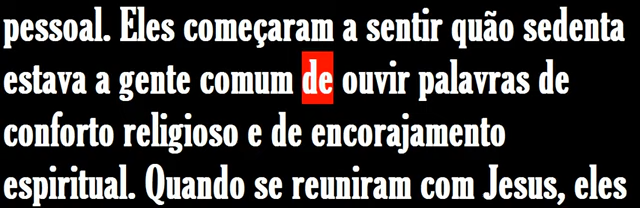 pessoal. Eles começaram a sentir quão sedenta
estava a gente comum de ouvir palavras de
conforto religioso e de encorajamento
espiritual. Quando se reuniram com Jesus, eles